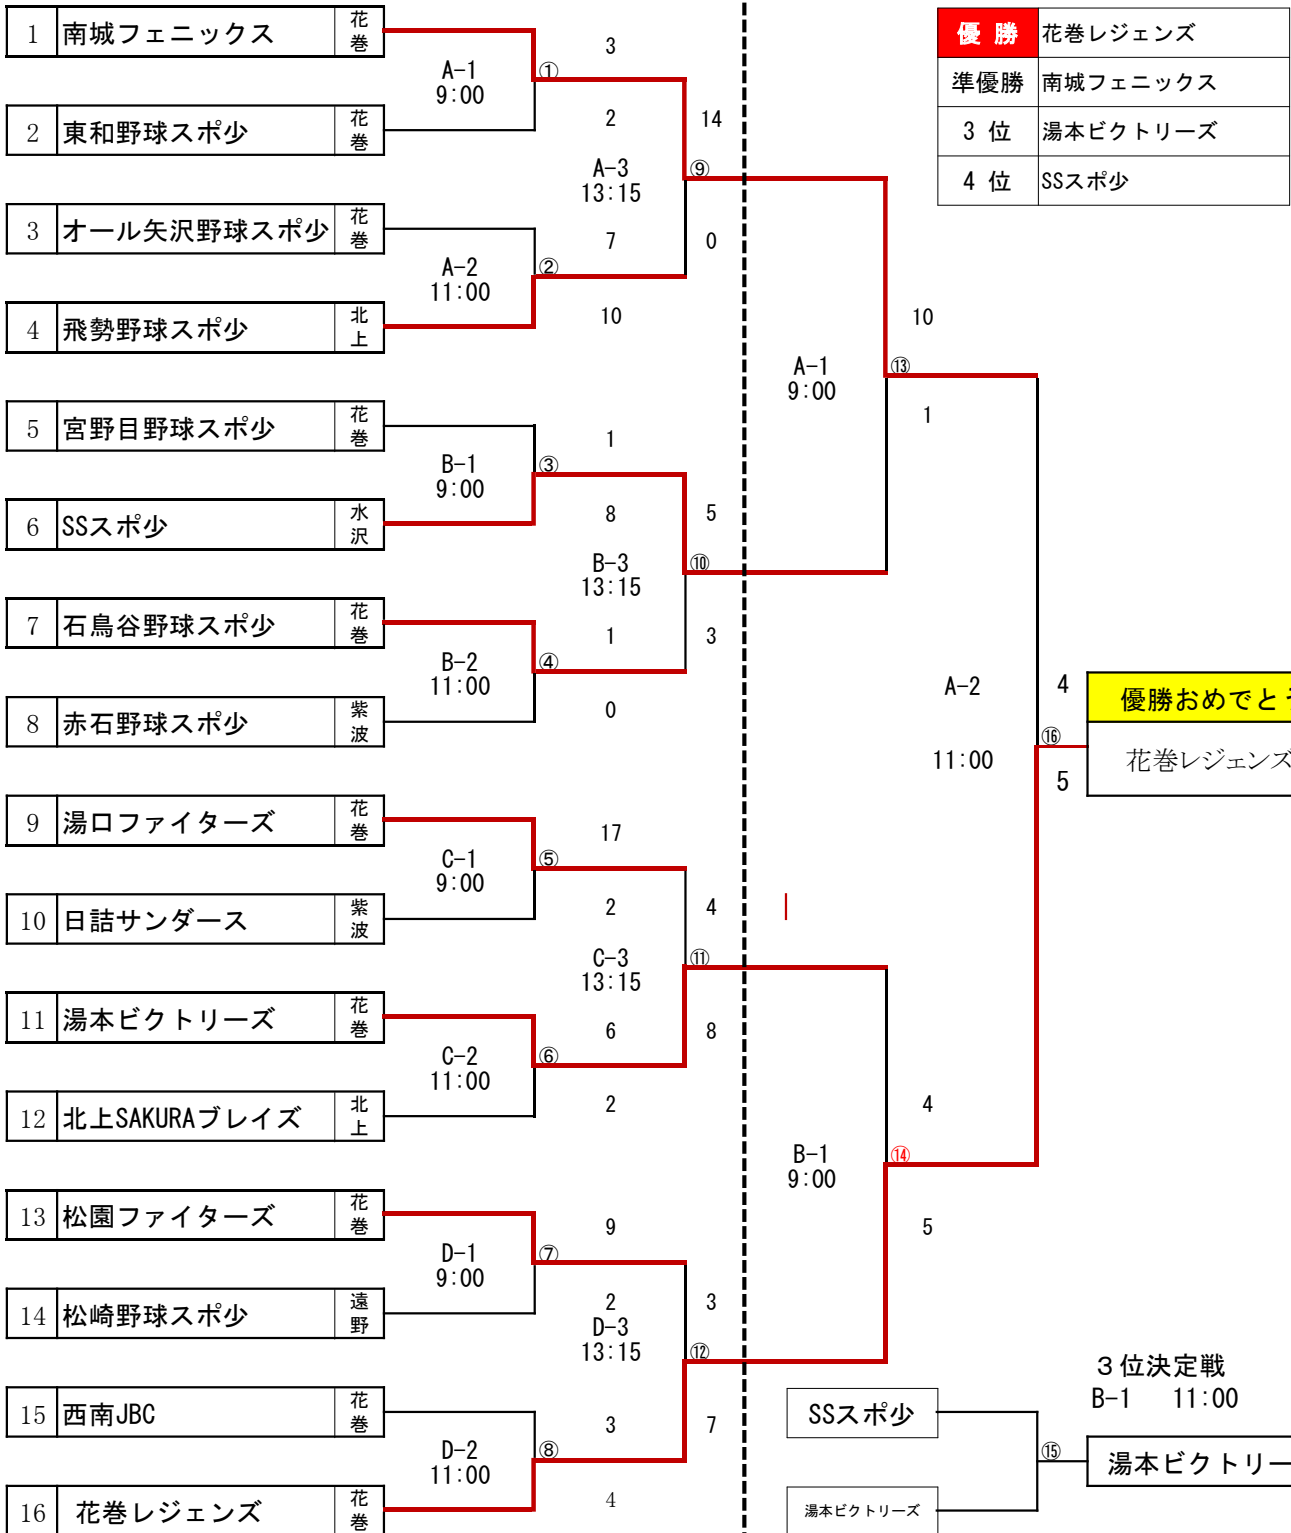 1 南城フェニックス 花巻
A-1
9:00
①
3
2
2 東和野球スポ少 花巻
A-3
13:15
⑨
14
0
3 オール矢沢野球スポ少 花巻
A-2
11:00
②
7
10
4 飛勢野球スポ少 北上
A-1
9:00
⑬
10
1
5 宮野目野球スポ少 花巻
B-1
9:00
③
1
8
6 SSスポ少 水沢
B-3
13:15
⑩
5
3
7 石鳥谷野球スポ少 花巻
B-2
11:00
④
1
0
8 赤石野球スポ少 紫波
A-2
11:00
⑯
4
5
9 湯口ファイターズ 花巻
C-1
9:00
⑤
17
2
10 日詰サンダース 紫波
C-3
13:15
⑪
4
8
11 湯本ビクトリーズ 花巻
C-2
11:00
⑥
6
2
12 北上SAKURAブレイズ 北上
B-1
9:00
⑭
4
5
13 松園ファイターズ 花巻
D-1
9:00
⑦
9
2
14 松崎野球スポ少 遠野
D-3
13:15
⑫
3
7
15 西南JBC 花巻
D-2
11:00
⑧
3
4
16 花巻レジェンズ 花巻
優 勝 花巻レジェンズ
準優勝 南城フェニックス
3 位 湯本ビクトリーズ
4 位 SSスポ少
優勝おめでとう
花巻レジェンズ
３位決定戦
B-1 11:00
SSスポ少
⑮
湯本ビクトリー
湯本ビクトリーズ